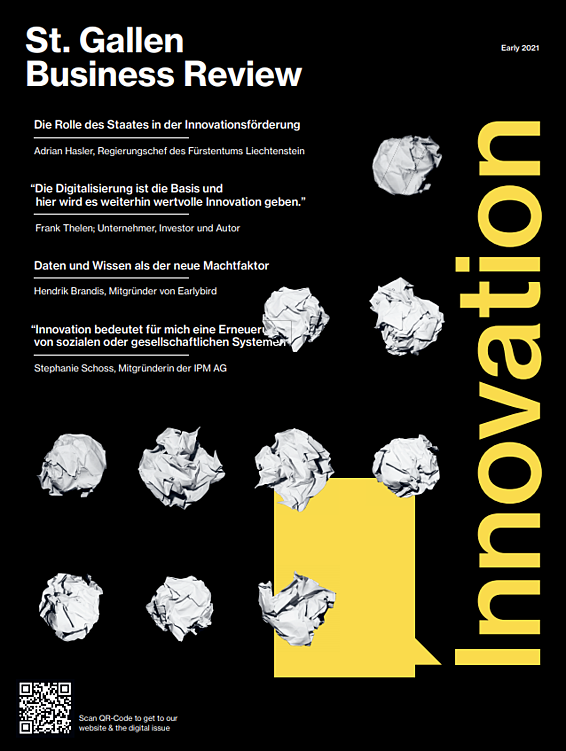 St. Gallen
Business Review
Early 2021
Die Rolle des Staates in der Innovationsförderung
Adrian Hasler, Regierungschef des Fürstentums Liechtenstein
“Die Digitalisierung ist die Basis und
hier wird es weiterhin wertvolle Innovation geben.”
Frank Thelen; Unternehmer, Investor und Autor
Daten und Wissen als der neue Machtfaktor
Hendrik Brandis, Mitgründer von Earlybird
“Innovation bedeutet für mich eine
von sozialen oder gesellschaftlichen Systemen
Stephanie Schoss, Mitgründerin der IPM AG
Innovation
Scan QR-Code to get to our
website & the digital issue